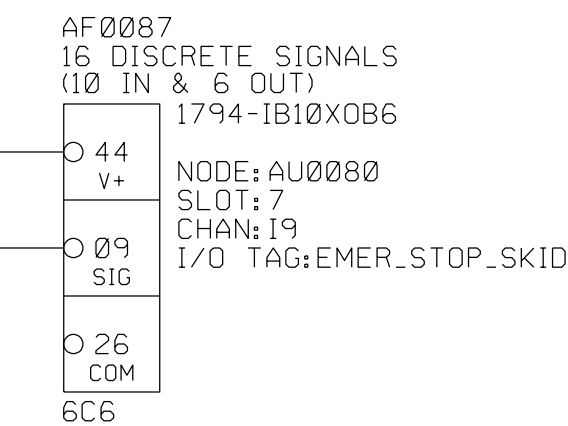 AF0087
16 DISCRETE SIGNALS
(10 IN & 6 OUT)
1794-IB10XOB6
44
V+
NODE:AU0080
SLOT:7
CHAN:I9
I/O TAG:EMER_STOP_SKID
09
SIG
26
COM
6C6